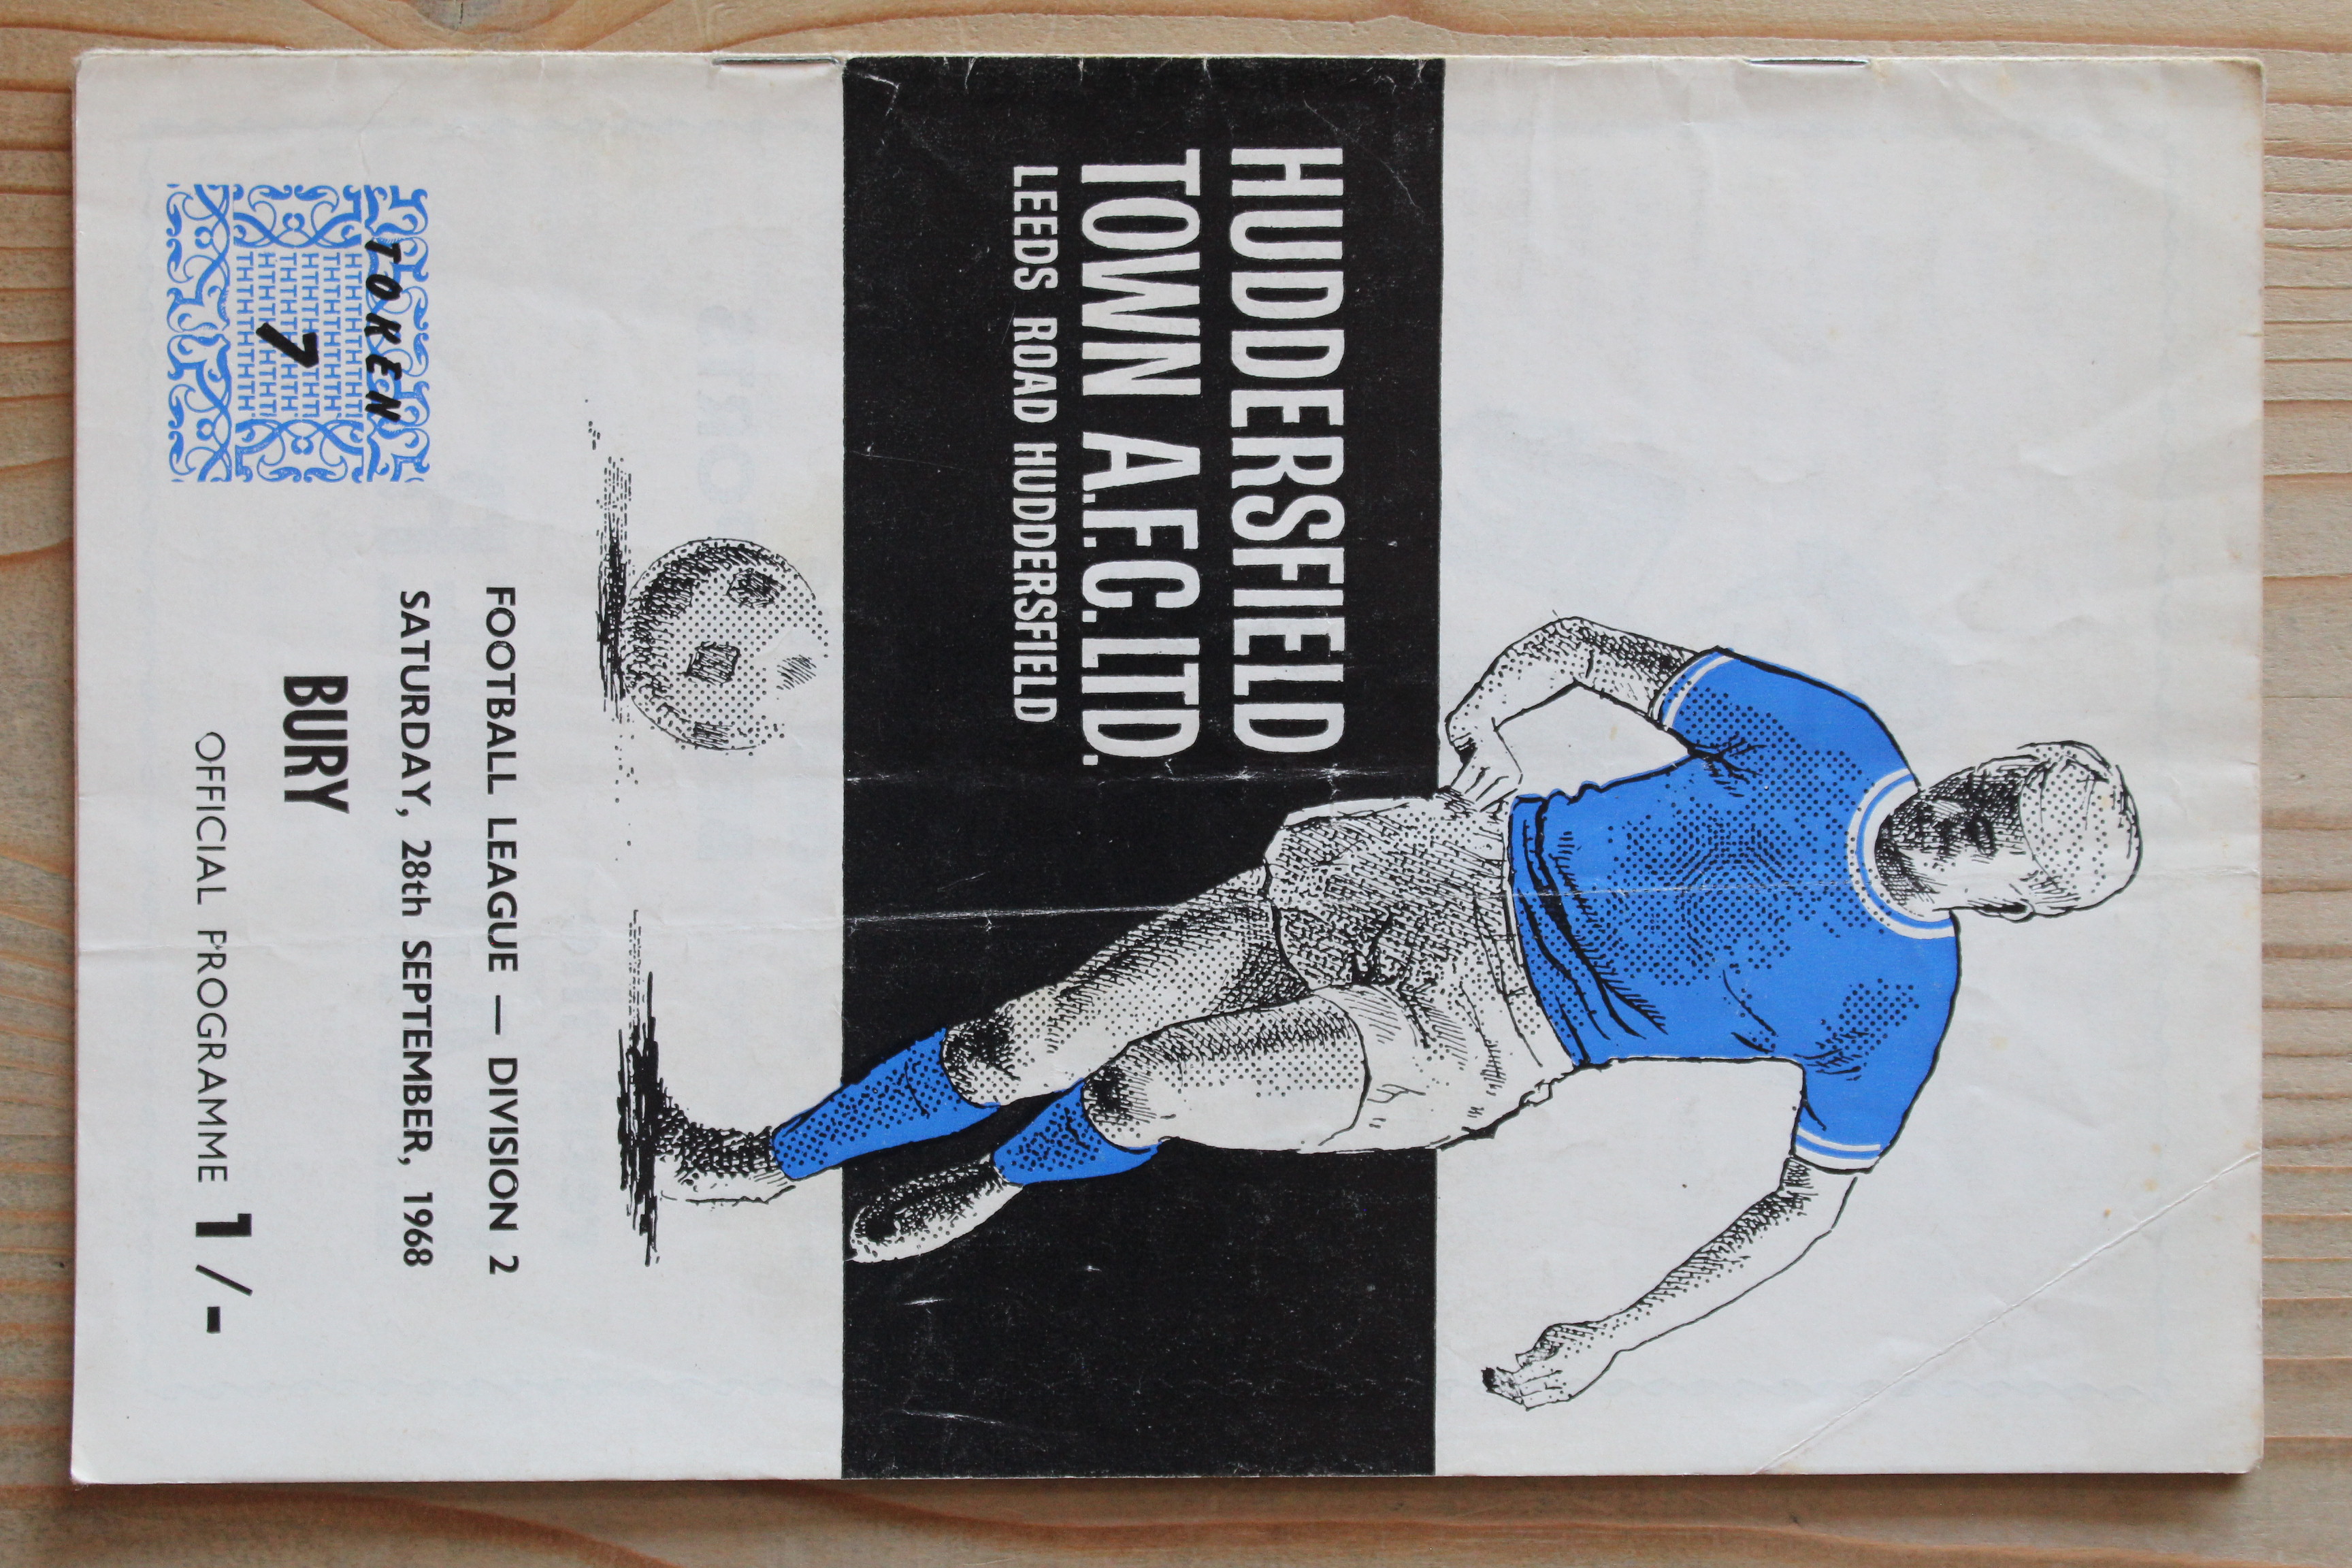 HUDDERSFIELD
TOWN A.F.C. LTD.
LEEDS ROAD HUDDERSFIELD
FOOTBALL LEAGUE — DIVISION 2
SATURDAY, 28th SEPTEMBER, 1968
BURY
OFFICIAL PROGRAMME 1/-
TOKEN
7